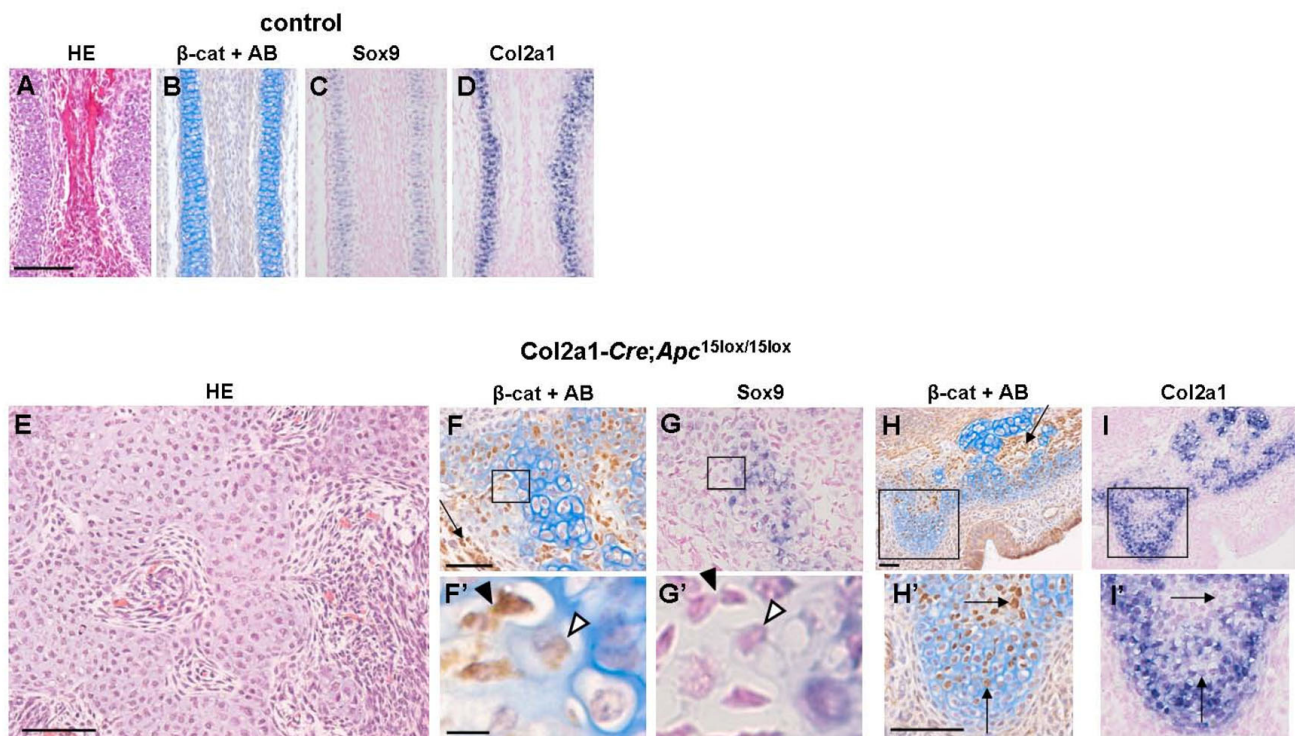 control
HE β-cat + AB Sox9 Col2a1
A B C D
Col2a1-Cre;Apc15lox/15lox
HE β-cat + AB Sox9 β-cat + AB Col2a1
E F G H I
F' G' H' I'